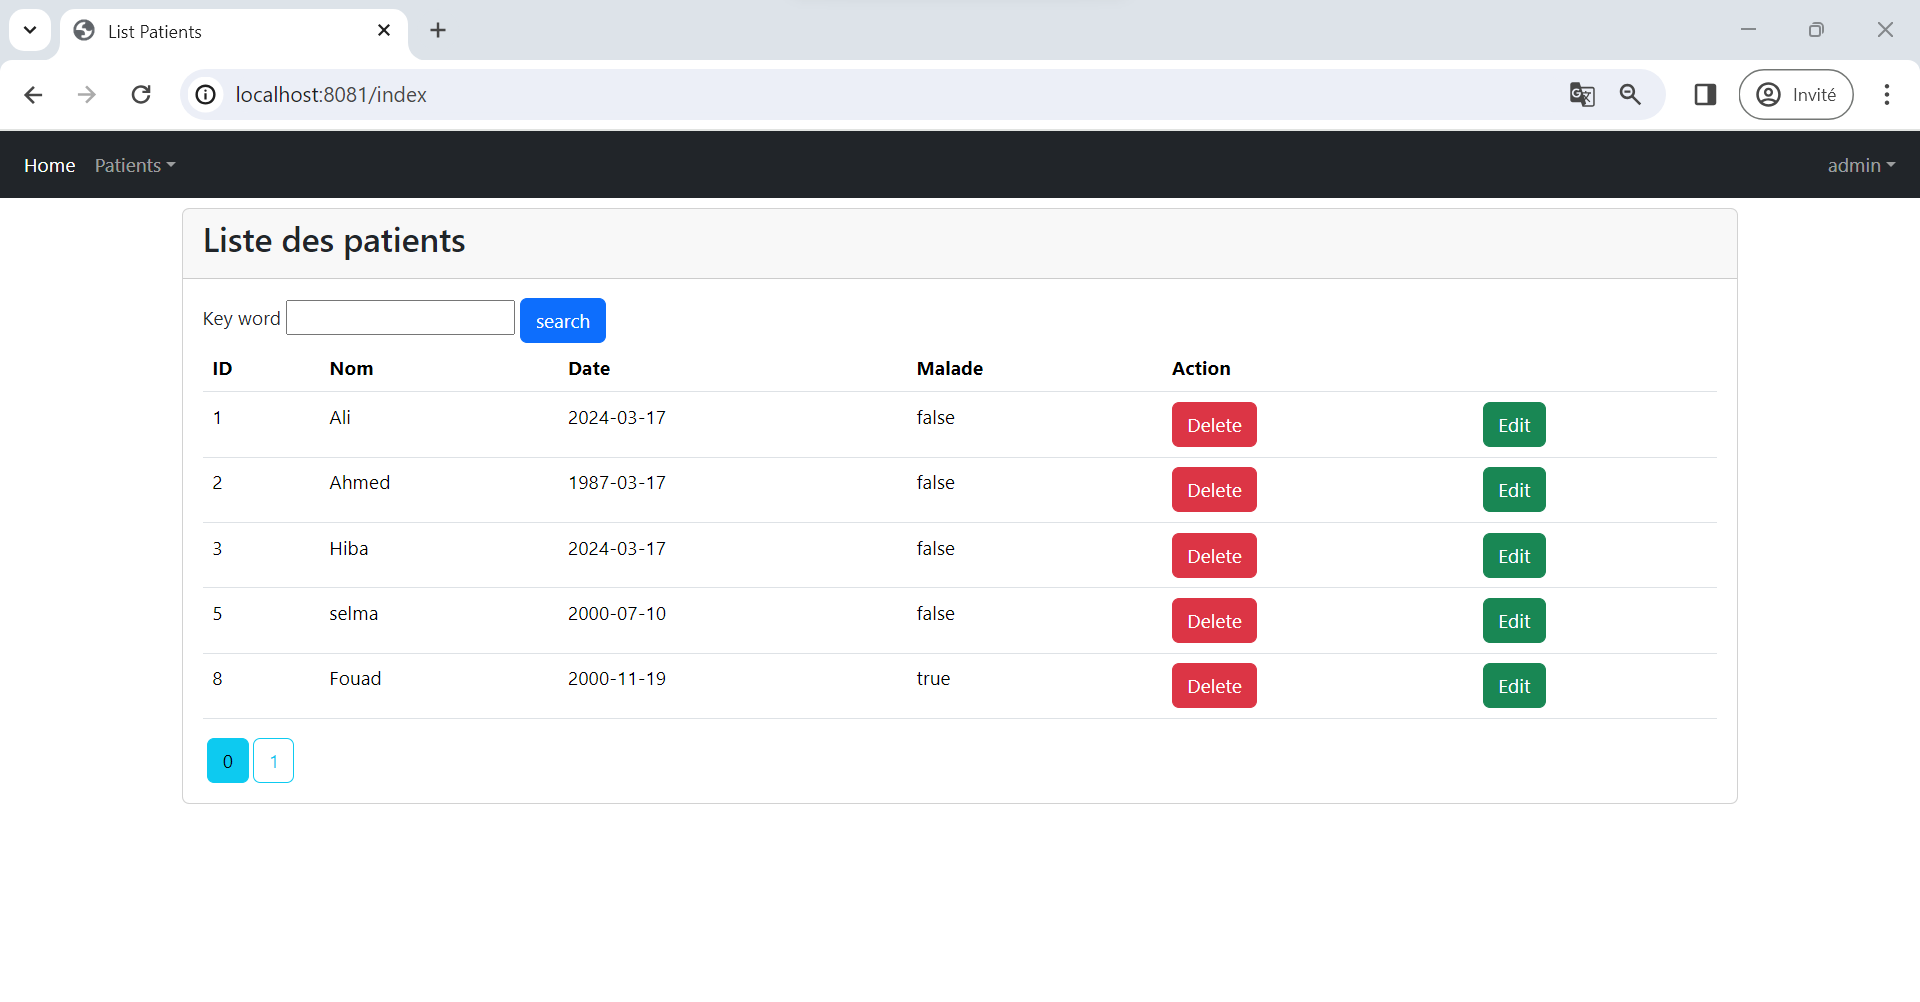 List Patients
localhost:8081/index
Invité
Home Patients admin
Liste des patients
Key word search
ID Nom Date Malade Action
1 Ali 2024-03-17 false Delete Edit
2 Ahmed 1987-03-17 false Delete Edit
3 Hiba 2024-03-17 false Delete Edit
5 selma 2000-07-10 false Delete Edit
8 Fouad 2000-11-19 true Delete Edit
0 1